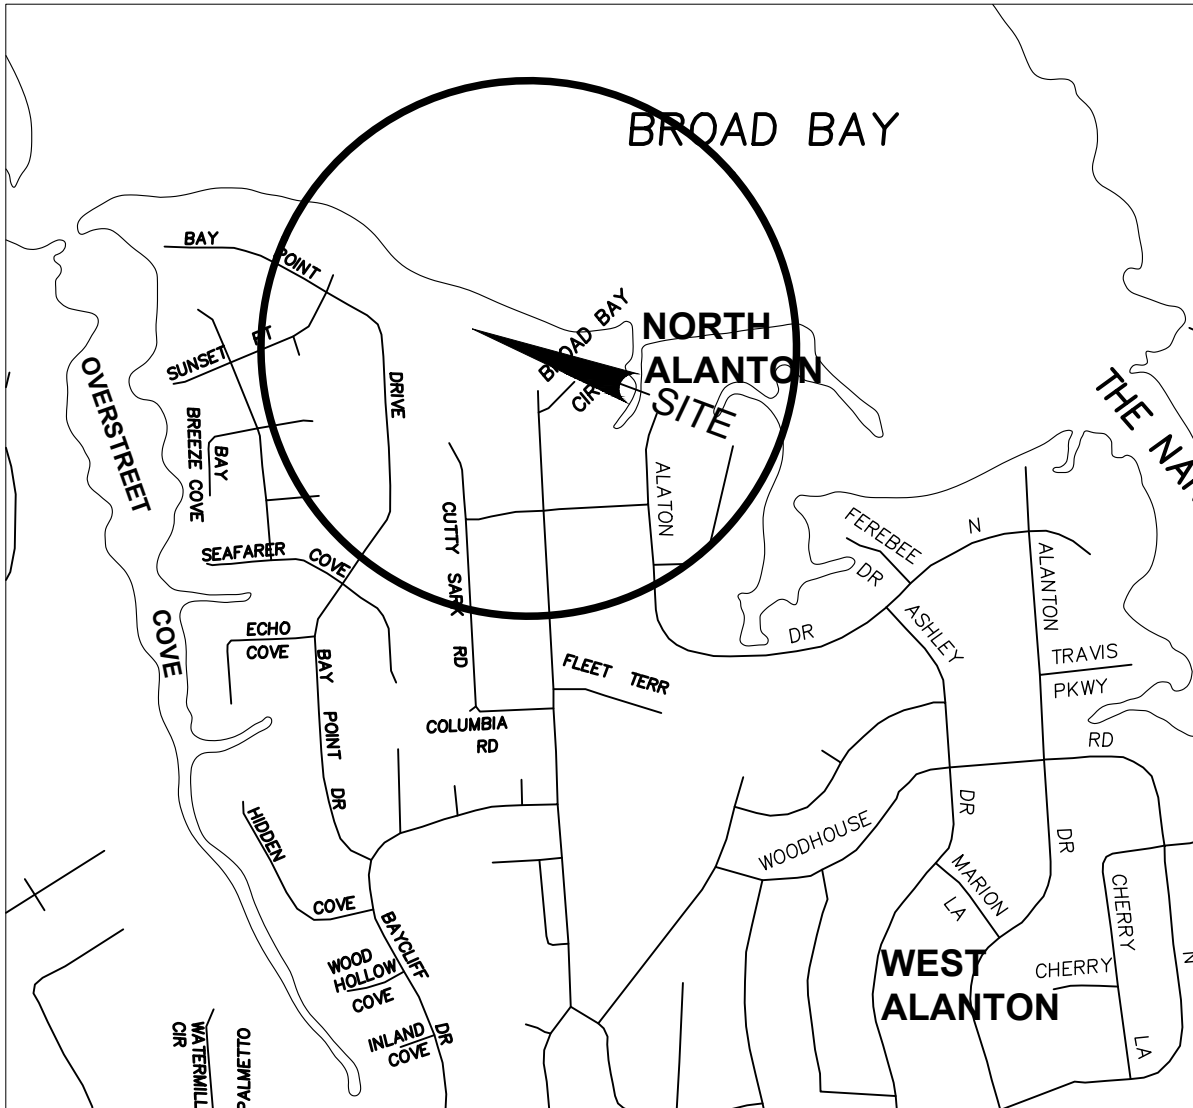 BROAD BAY
BAY
POINT
DRIVE
BROAD BAY
CIR
NORTH
ALANTON
SITE
SUNSET PT
OVERSTREET
COVE
BREEZE COVE
BAY
THE NAR
CUTTY SARK RD
ALATON
FEREBEE
DR
N
ALANTON
DR
SEAFARER COVE
ECHO
COVE
BAY POINT DR
FLEET TERR
DR
ASHLEY
DR
TRAVIS
PKWY
COLUMBIA
RD
RD
HIDDEN
COVE
WOODHOUSE
MARION
LA
CHERRY
LA
CHERRY
N
BAYCLIFF
DR
WOOD
HOLLOW
COVE
WEST
ALANTON
INLAND
COVE
WATERMILL
CIR
PALMETTO